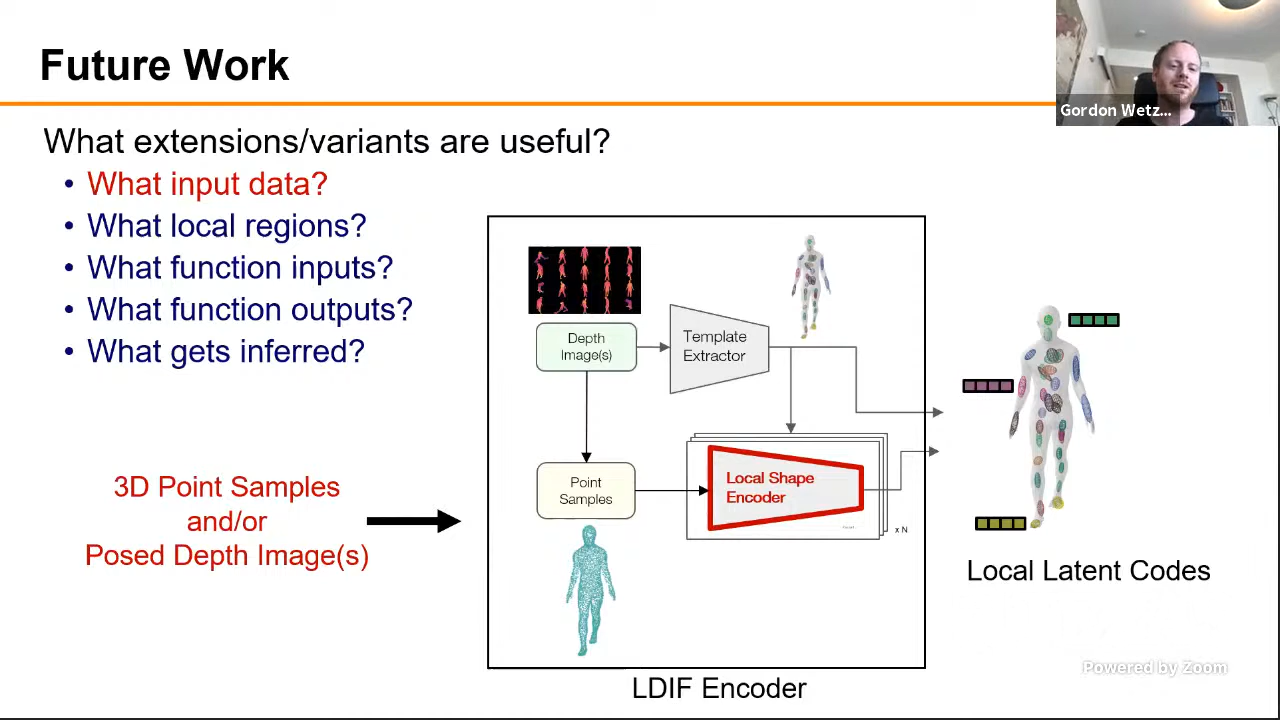 Future Work
Gordon Wetz...
What extensions/variants are useful?
• What input data?
• What local regions?
• What function inputs?
• What function outputs?
• What gets inferred?
Depth
Image(s)
Template
Extractor
Point
Samples
Local Shape
Encoder
x N
3D Point Samples
and/or
Posed Depth Image(s)
Local Latent Codes
LDIF Encoder
Powered by Zoom